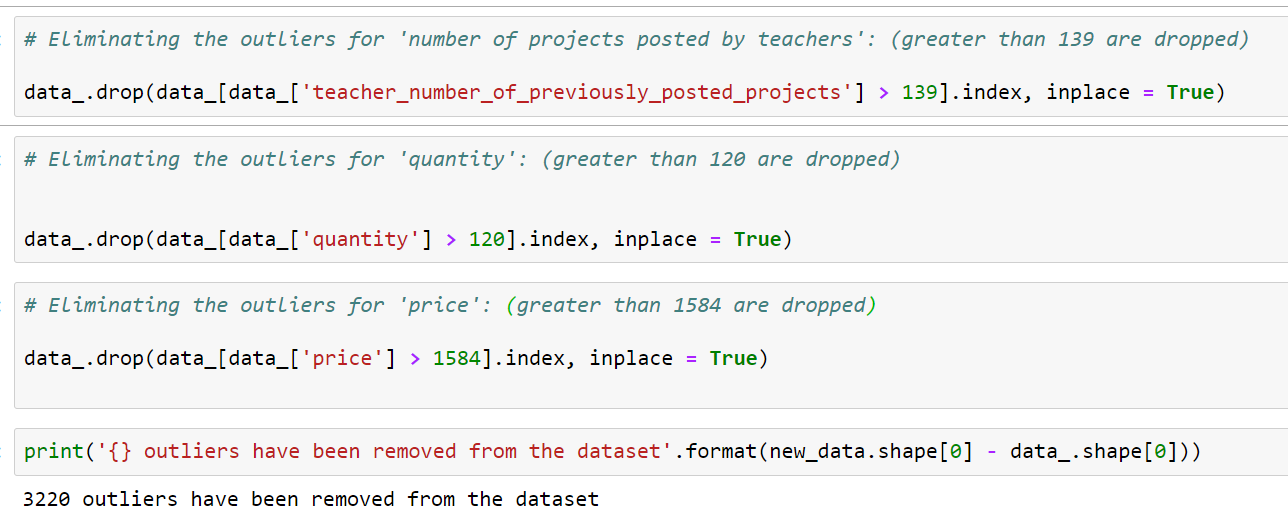 # Eliminating the outliers for 'number of projects posted by teachers': (greater than 139 are dropped)
data_.drop(data_[data_['teacher_number_of_previously_posted_projects'] > 139].index, inplace = True)
# Eliminating the outliers for 'quantity': (greater than 120 are dropped)
data_.drop(data_[data_['quantity'] > 120].index, inplace = True)
# Eliminating the outliers for 'price': (greater than 1584 are dropped)
data_.drop(data_[data_['price'] > 1584].index, inplace = True)
print('{} outliers have been removed from the dataset'.format(new_data.shape[0] - data_.shape[0]))
3220 outliers have been removed from the dataset